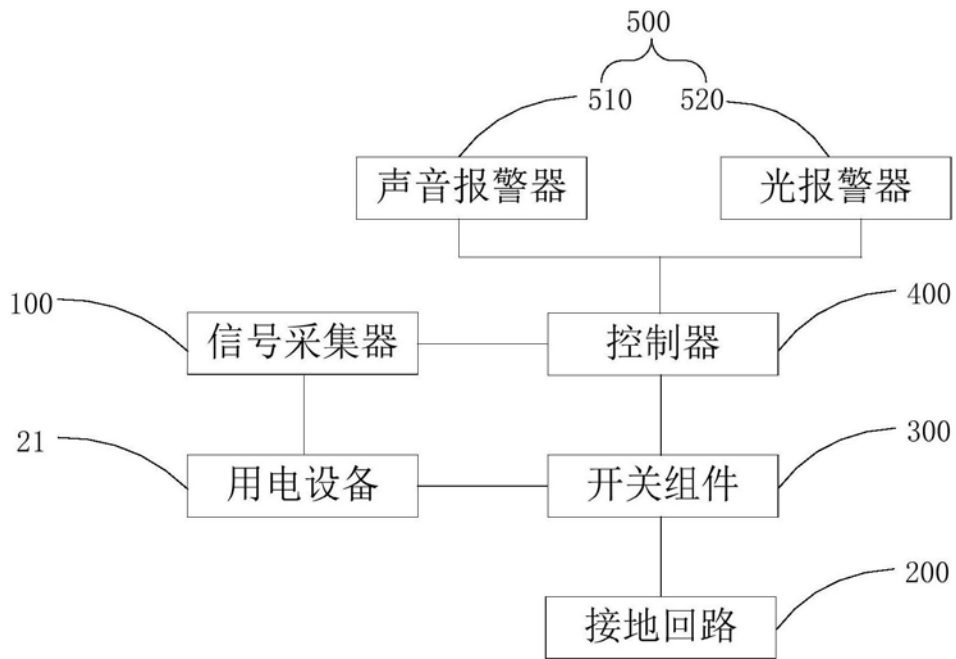 500
510 520
声音报警器 光报警器
100 400
信号采集器 控制器
21 300
用电设备 开关组件
200
接地回路